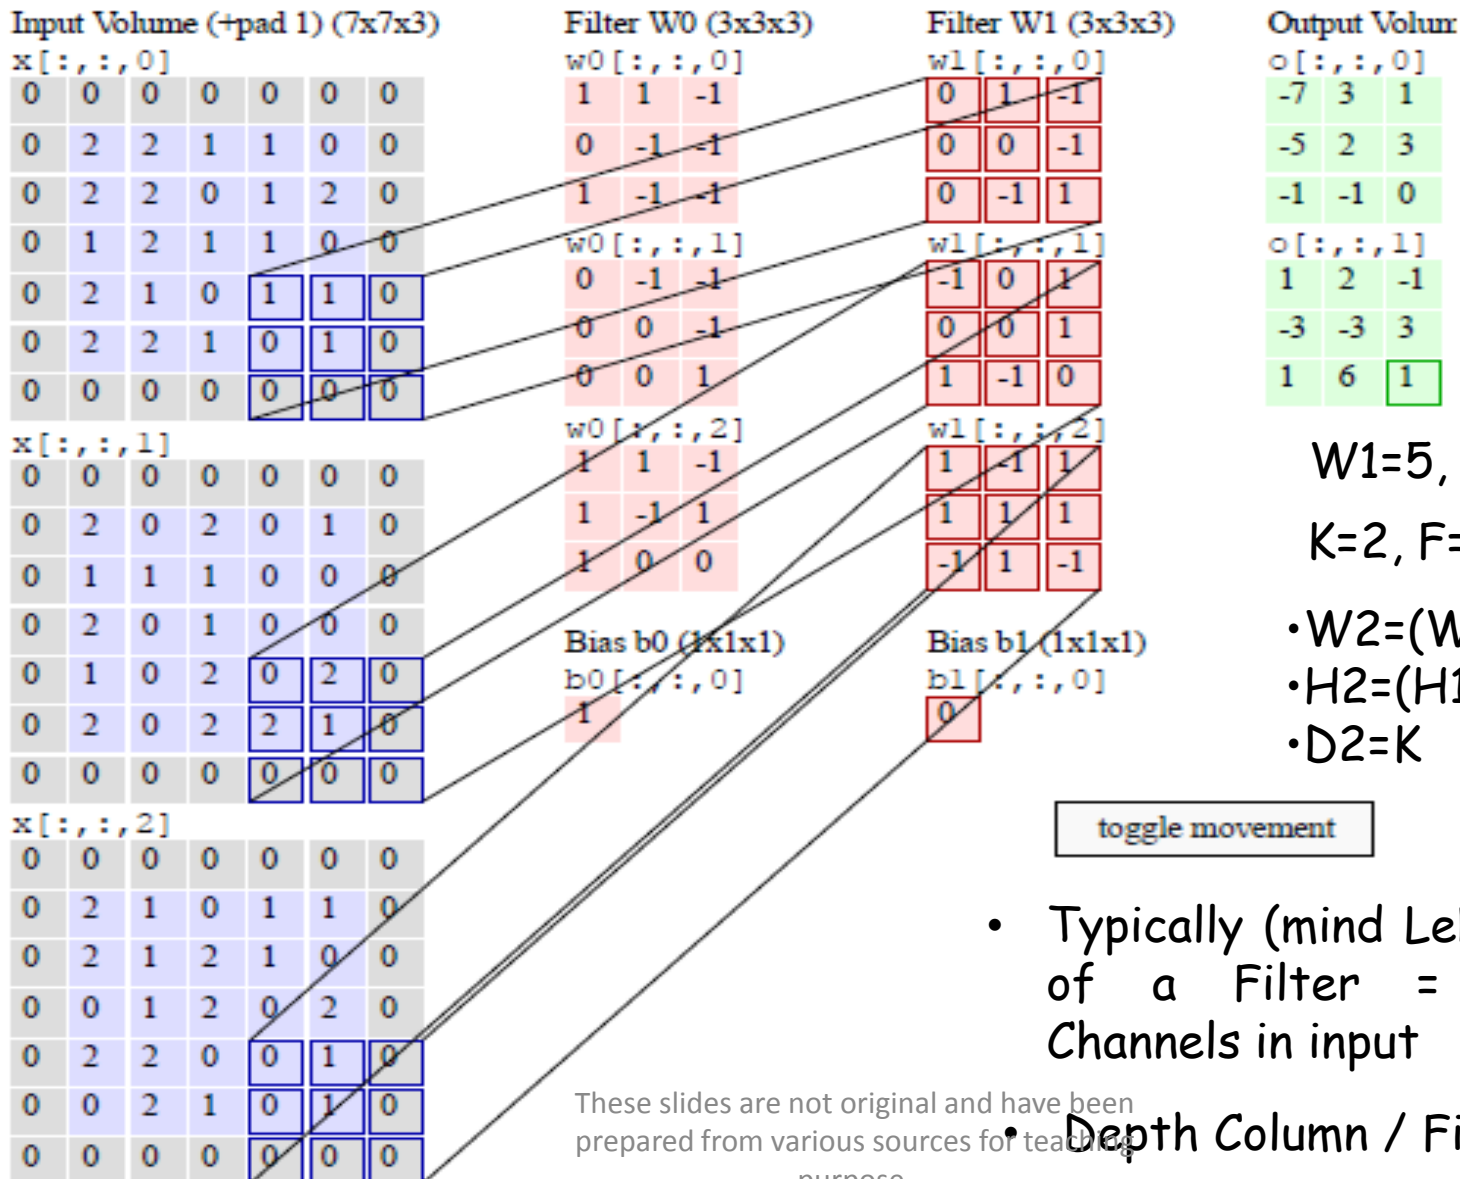 Input Volume (+pad 1) (7x7x3)
x[:,:,0]
0 0 0 0 0 0 0
0 2 2 1 1 0 0
0 2 2 0 1 2 0
0 1 2 1 1 0 0
0 2 1 0 1 1 0
0 2 2 1 0 1 0
0 0 0 0 0 0 0
x[:,:,1]
0 0 0 0 0 0 0
0 2 0 2 0 1 0
0 1 1 1 0 0 0
0 2 0 1 0 0 0
0 1 0 2 0 2 0
0 2 0 2 2 1 0
0 0 0 0 0 0 0
x[:,:,2]
0 0 0 0 0 0 0
0 2 1 0 1 1 0
0 2 1 2 1 0 0
0 0 1 2 0 2 0
0 2 2 0 0 1 0
0 0 2 1 0 1 0
0 0 0 0 0 0 0
Filter W0 (3x3x3)
w0[:,:,0]
1 1 -1
0 -1 -1
1 -1 -1
w0[:,:,1]
0 -1 -1
0 0 -1
0 0 1
w0[:,:,2]
1 1 -1
1 -1 1
1 0 0
Bias b0 (1x1x1)
b0[:,:,0]
1
Filter W1 (3x3x3)
w1[:,:,0]
0 1 -1
0 0 -1
0 -1 1
w1[:,:,1]
-1 0 1
0 0 1
1 -1 0
w1[:,:,2]
1 -1 1
1 1 1
-1 1 -1
Bias b1 (1x1x1)
b1[:,:,0]
0
Output Volum
o[:,:,0]
-7 3 1
-5 2 3
-1 -1 0
o[:,:,1]
1 2 -1
-3 -3 3
1 6 1
W1=5,
K=2, F=
•W2=(W
•H2=(H1
•D2=K
toggle movement
• Typically (mind Le
of a Filter =
Channels in input
• Depth Column / Fi
These slides are not original and have been
prepared from various sources for teaching
purpose